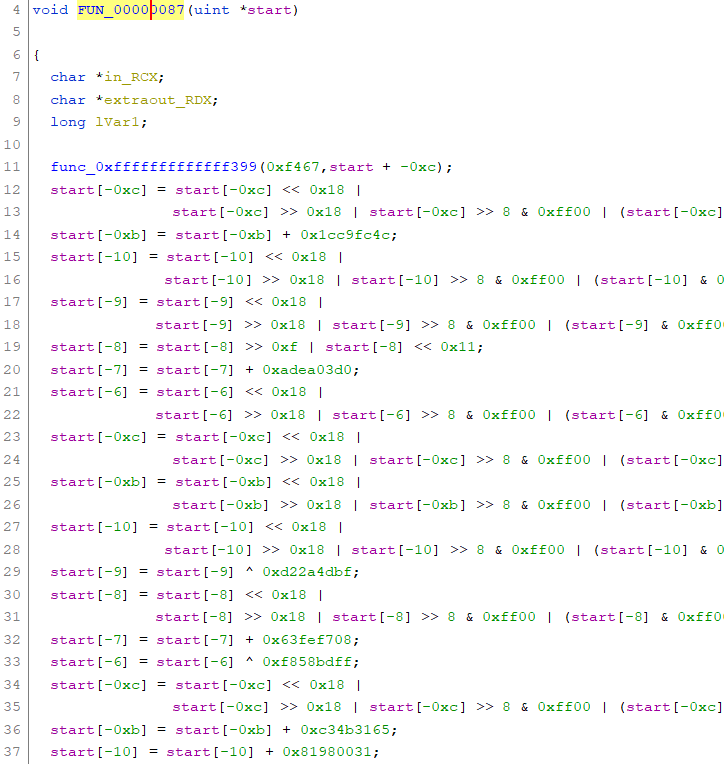 4 void FUN_00000087(uint *start)
5
6 {
7 char *in_RCX;
8 char *extraout_RDX;
9 long lVar1;
10
11 func_0xfffffffffffff399(0xf467,start + -0xc);
12 start[-0xc] = start[-0xc] << 0x18 |
13 start[-0xc] >> 0x18 | start[-0xc] >> 8 & 0xff00 | (start[-0xc]
14 start[-0xb] = start[-0xb] + 0x1cc9fc4c;
15 start[-10] = start[-10] << 0x18 |
16 start[-10] >> 0x18 | start[-10] >> 8 & 0xff00 | (start[-10] & 0
17 start[-9] = start[-9] << 0x18 |
18 start[-9] >> 0x18 | start[-9] >> 8 & 0xff00 | (start[-9] & 0xff0
19 start[-8] = start[-8] >> 0xf | start[-8] << 0x11;
20 start[-7] = start[-7] + 0xadea03d0;
21 start[-6] = start[-6] << 0x18 |
22 start[-6] >> 0x18 | start[-6] >> 8 & 0xff00 | (start[-6] & 0xff0
23 start[-0xc] = start[-0xc] << 0x18 |
24 start[-0xc] >> 0x18 | start[-0xc] >> 8 & 0xff00 | (start[-0xc]
25 start[-0xb] = start[-0xb] << 0x18 |
26 start[-0xb] >> 0x18 | start[-0xb] >> 8 & 0xff00 | (start[-0xb]
27 start[-10] = start[-10] << 0x18 |
28 start[-10] >> 0x18 | start[-10] >> 8 & 0xff00 | (start[-10] & 0
29 start[-9] = start[-9] ^ 0xd22a4dbf;
30 start[-8] = start[-8] << 0x18 |
31 start[-8] >> 0x18 | start[-8] >> 8 & 0xff00 | (start[-8] & 0xff0
32 start[-7] = start[-7] + 0x63fef708;
33 start[-6] = start[-6] ^ 0xf858bdff;
34 start[-0xc] = start[-0xc] << 0x18 |
35 start[-0xc] >> 0x18 | start[-0xc] >> 8 & 0xff00 | (start[-0xc]
36 start[-0xb] = start[-0xb] + 0xc34b3165;
37 start[-10] = start[-10] + 0x81980031;